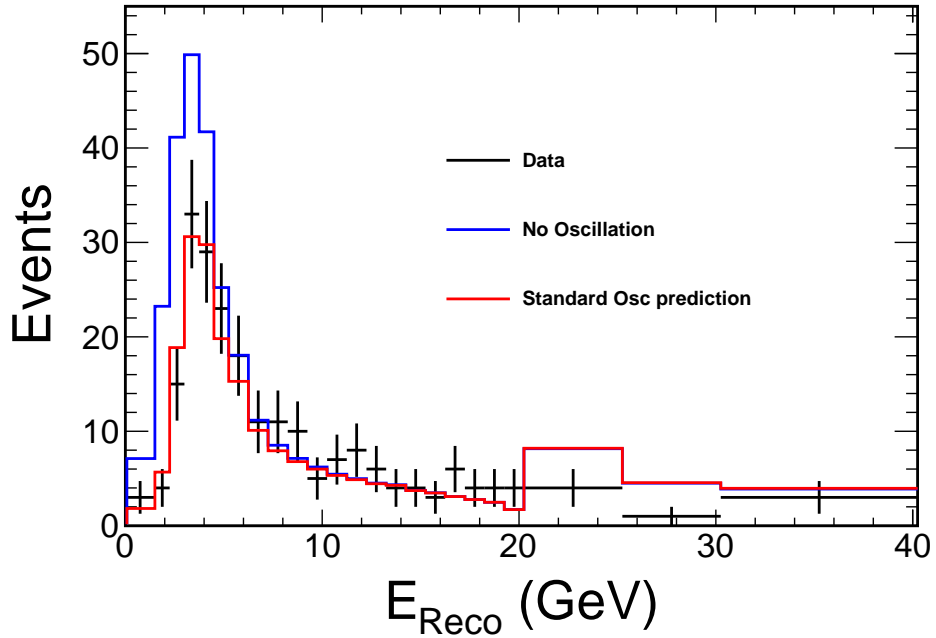 Events
50
40
30
20
10
0
Data
No Oscillation
Standard Osc prediction
0 10 20 30 40
E_Reco (GeV)